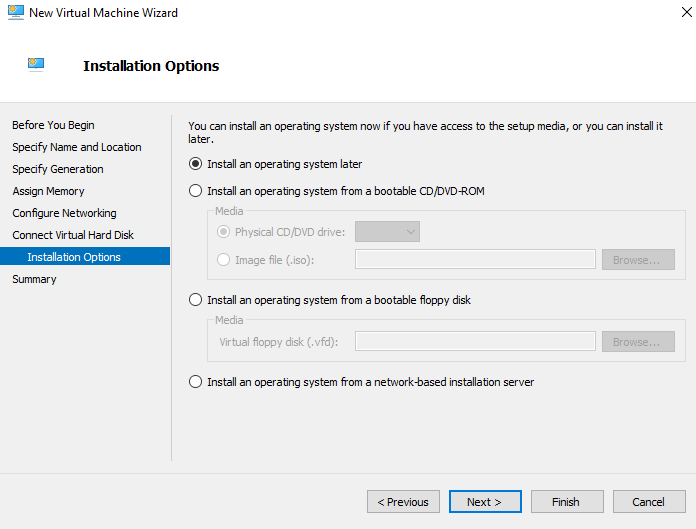 New Virtual Machine Wizard
Installation Options
Before You Begin
Specify Name and Location
Specify Generation
Assign Memory
Configure Networking
Connect Virtual Hard Disk
Installation Options
Summary
You can install an operating system now if you have access to the setup media, or you can install it
later.
Install an operating system later
Install an operating system from a bootable CD/DVD-ROM
Media
Physical CD/DVD drive:
Image file (.iso):
Browse...
Install an operating system from a bootable floppy disk
Media
Virtual floppy disk (.vfd):
Browse...
Install an operating system from a network-based installation server
< Previous
Next >
Finish
Cancel